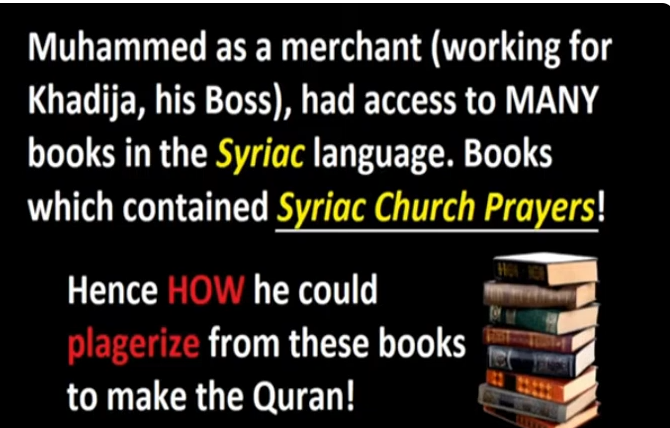 Muhammed as a merchant (working for
Khadija, his Boss), had access to MANY
books in the Syriac language. Books
which contained Syriac Church Prayers!
Hence HOW he could
plagerize from these books
to make the Quran!